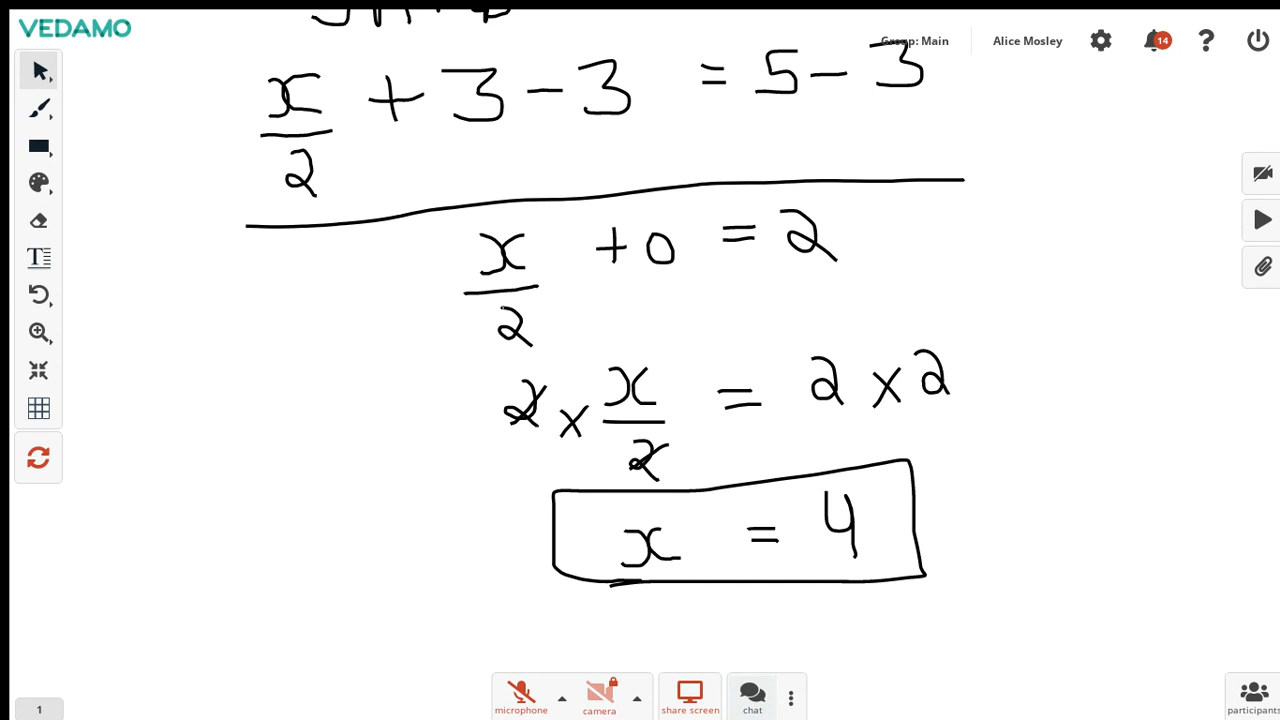 VEDAMO
Group: Main
Alice Mosley
14
x/2 + 3 - 3 = 5 - 3
x/2 + 0 = 2
2 × x/2 = 2 × 2
x = 4
1
microphone
camera
share screen
chat
participants